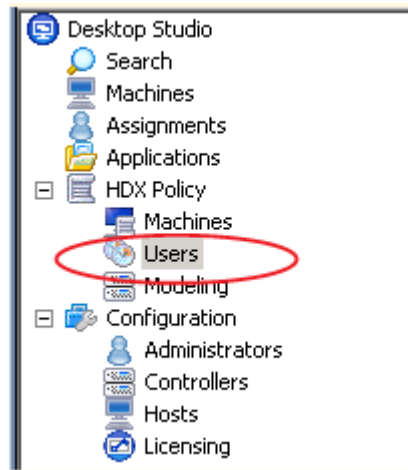 Desktop Studio
Search
Machines
Assignments
Applications
HDX Policy
Machines
Users
Modeling
Configuration
Administrators
Controllers
Hosts
Licensing